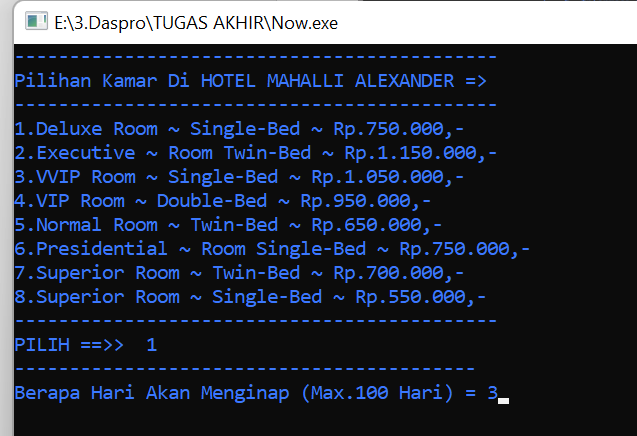 E:\3.Daspro\TUGAS AKHIR\Now.exe
--------------------------------------------
Pilihan Kamar Di HOTEL MAHALLI ALEXANDER =>
--------------------------------------------
1.Deluxe Room ~ Single-Bed ~ Rp.750.000,-
2.Executive ~ Room Twin-Bed ~ Rp.1.150.000,-
3.VVIP Room ~ Single-Bed ~ Rp.1.050.000,-
4.VIP Room ~ Double-Bed ~ Rp.950.000,-
5.Normal Room ~ Twin-Bed ~ Rp.650.000,-
6.Presidential ~ Room Single-Bed ~ Rp.750.000,-
7.Superior Room ~ Twin-Bed ~ Rp.700.000,-
8.Superior Room ~ Single-Bed ~ Rp.550.000,-
--------------------------------------------
PILIH ==>>  1
------------------------------------------
Berapa Hari Akan Menginap (Max.100 Hari) = 3